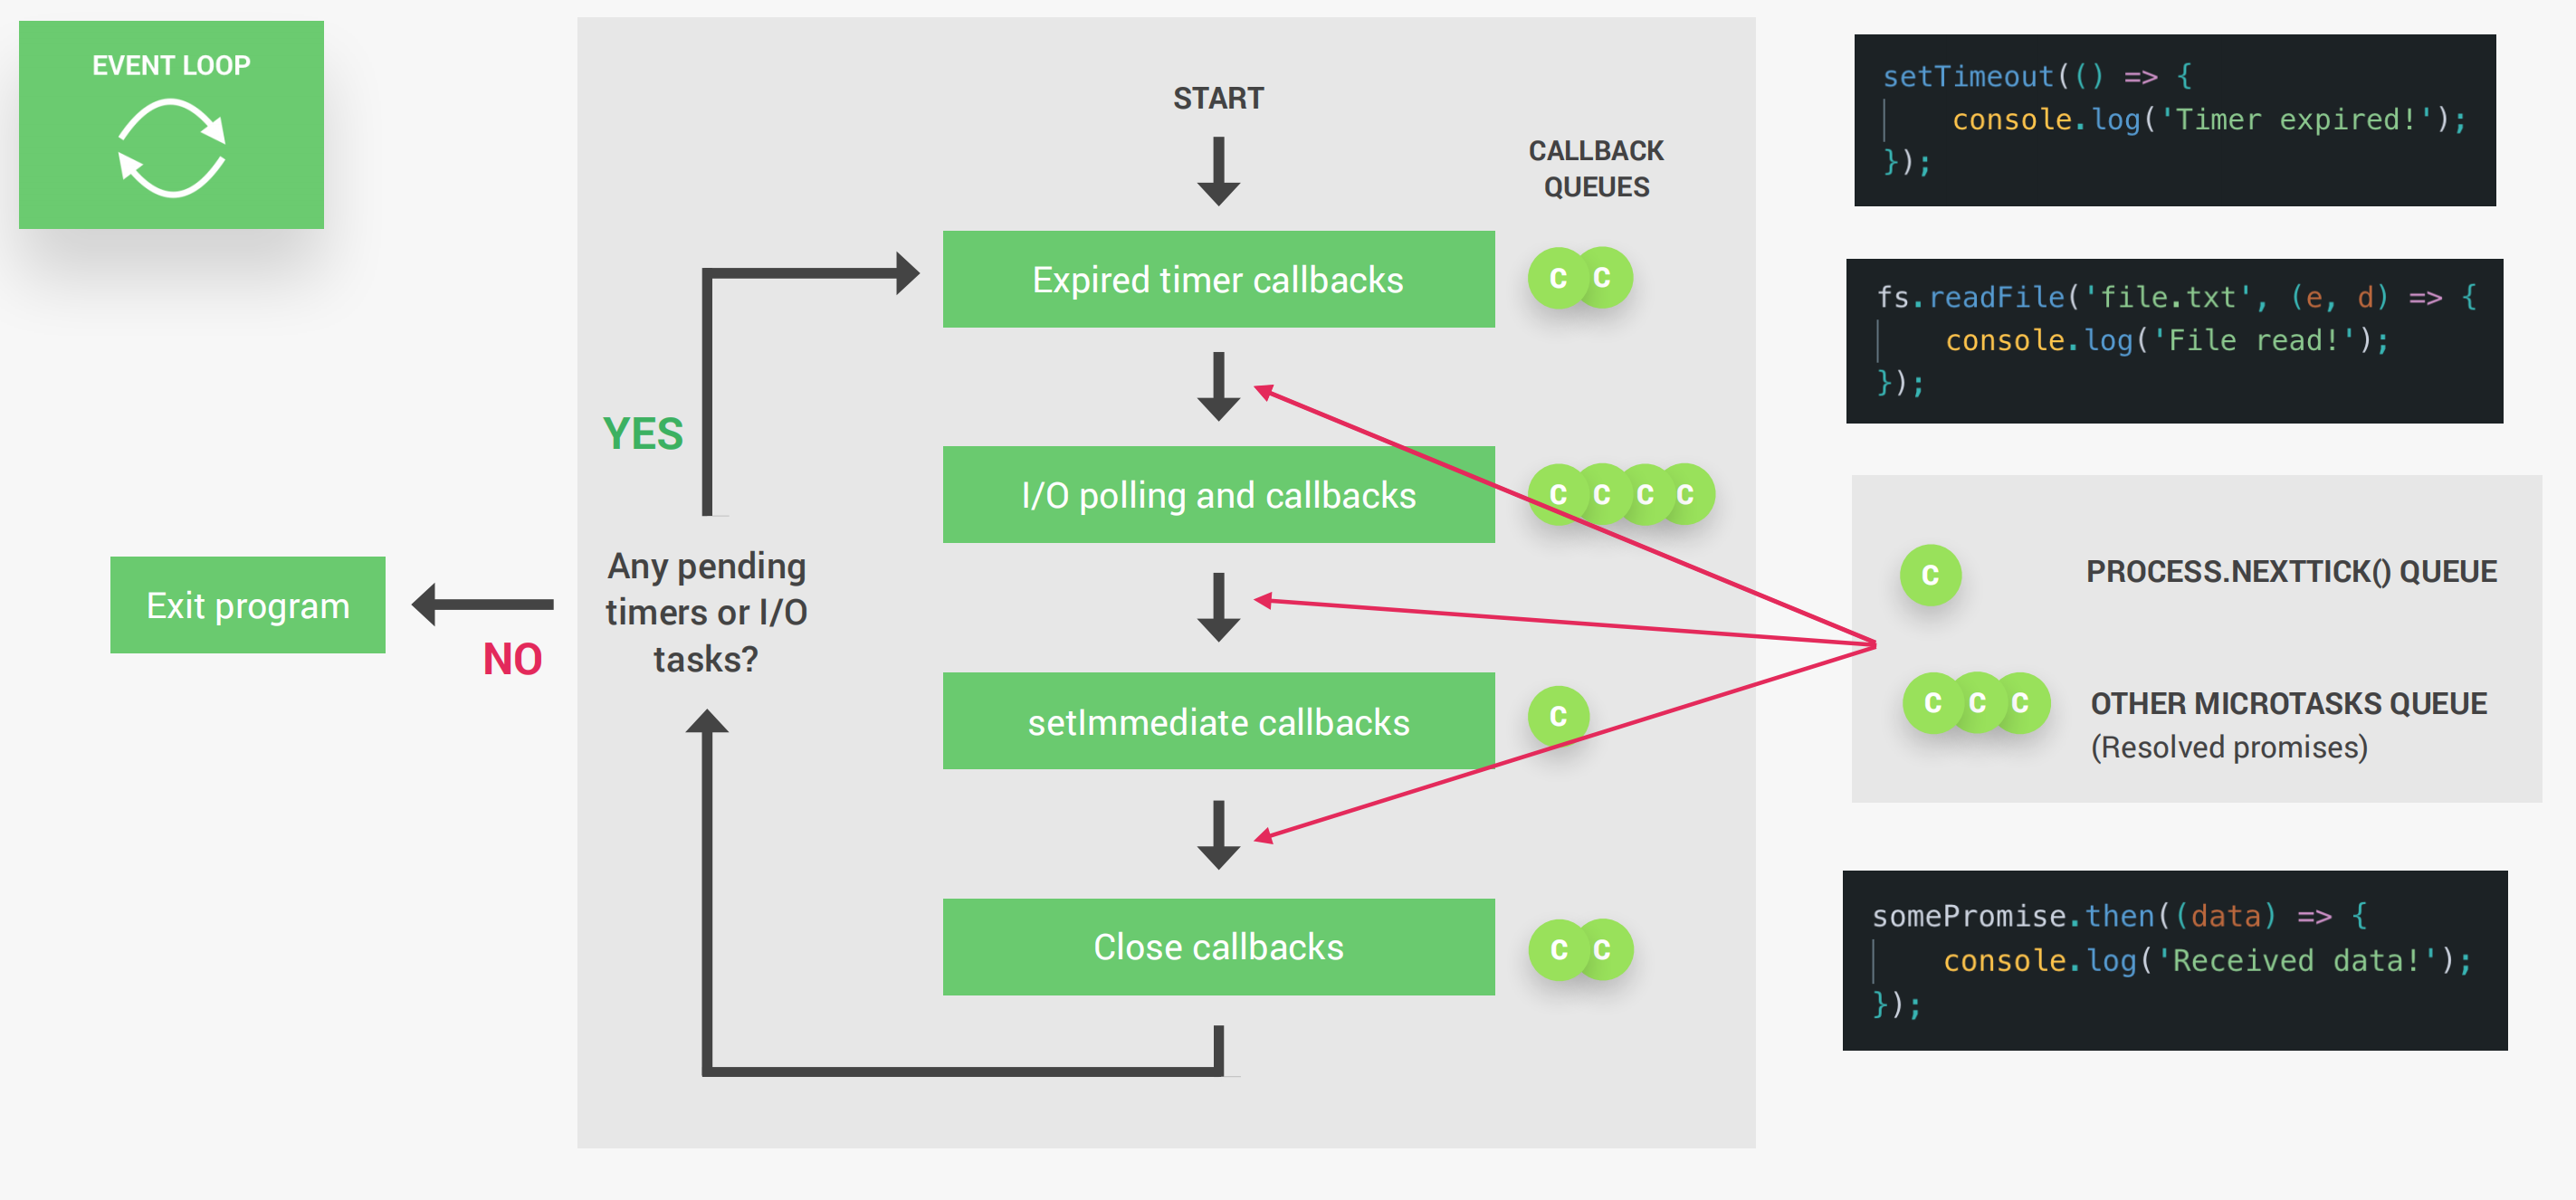 EVENT LOOP
START
CALLBACK
QUEUES
Expired timer callbacks
C C
I/O polling and callbacks
C C C C
setImmediate callbacks
C
Close callbacks
C C
YES
Any pending
timers or I/O
tasks?
NO
Exit program
setTimeout(() => {
console.log('Timer expired!');
});
fs.readFile('file.txt', (e, d) => {
console.log('File read!');
});
C
PROCESS.NEXTTICK() QUEUE
C C C
OTHER MICROTASKS QUEUE
(Resolved promises)
somePromise.then((data) => {
console.log('Received data!');
});